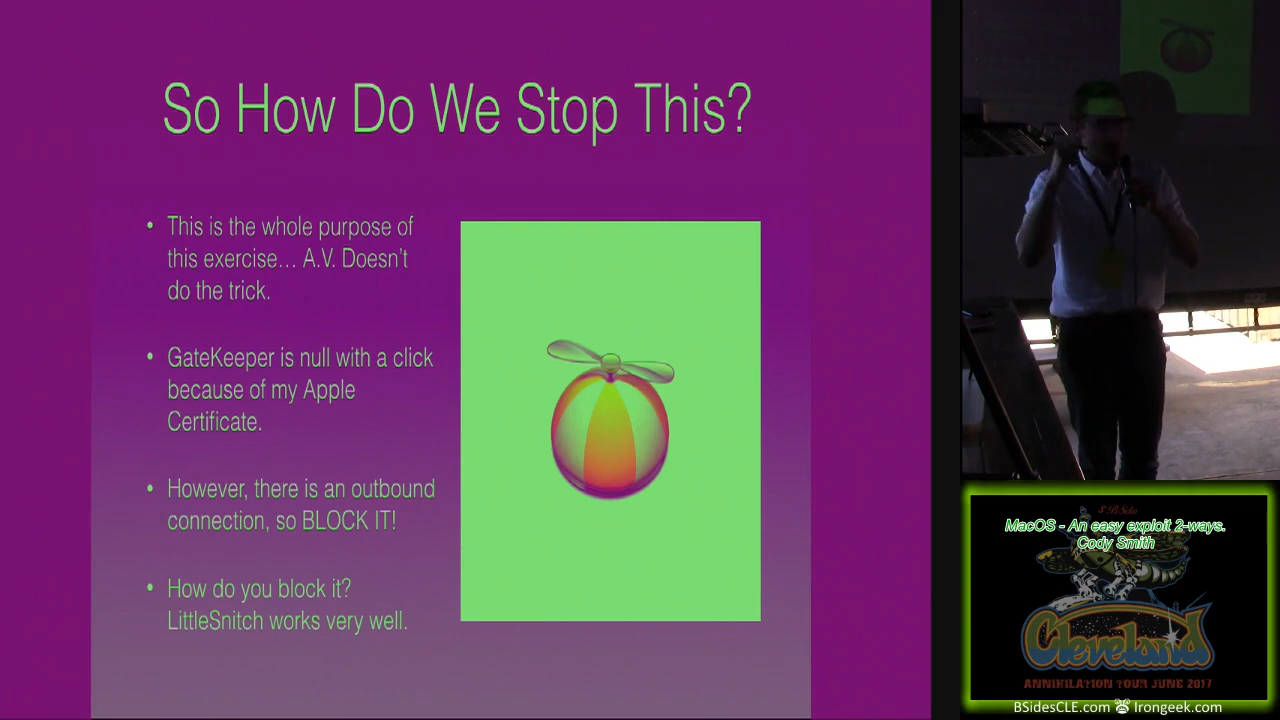 So How Do We Stop This?
• This is the whole purpose of
this exercise… A.V. Doesn't
do the trick.
• GateKeeper is null with a click
because of my Apple
Certificate.
• However, there is an outbound
connection, so BLOCK IT!
• How do you block it?
LittleSnitch works very well.
BSides
MacOS - An easy exploit 2-ways.
Cody Smith
Cleveland
ANNIHILATION TOUR JUNE 2017
BSidesCLE.com Irongeek.com